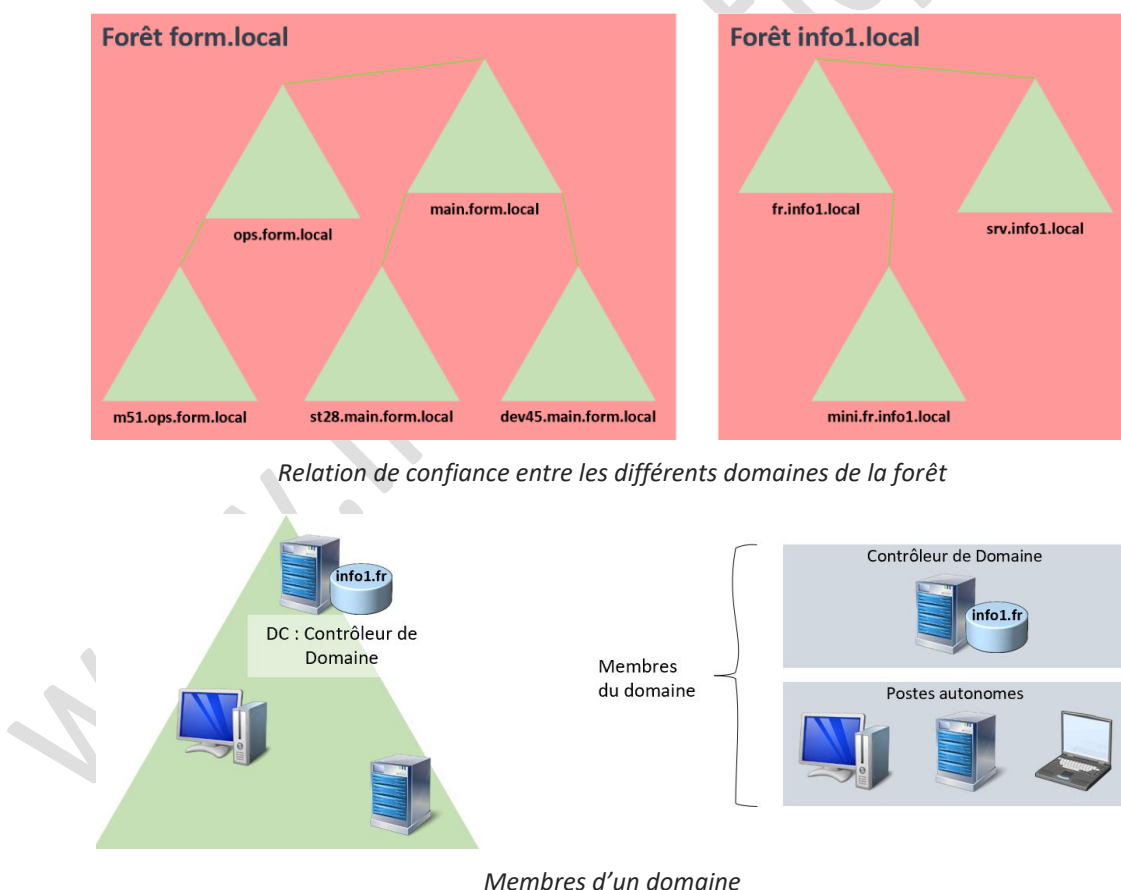 Forêt form.local
Forêt info1.local
main.form.local
ops.form.local
fr.info1.local
srv.info1.local
m51.ops.form.local
st28.main.form.local
dev45.main.form.local
mini.fr.info1.local
Relation de confiance entre les différents domaines de la forêt
info1.fr
DC : Contrôleur de
Domaine
Membres
du domaine
Contrôleur de Domaine
info1.fr
Postes autonomes
Membres d'un domaine